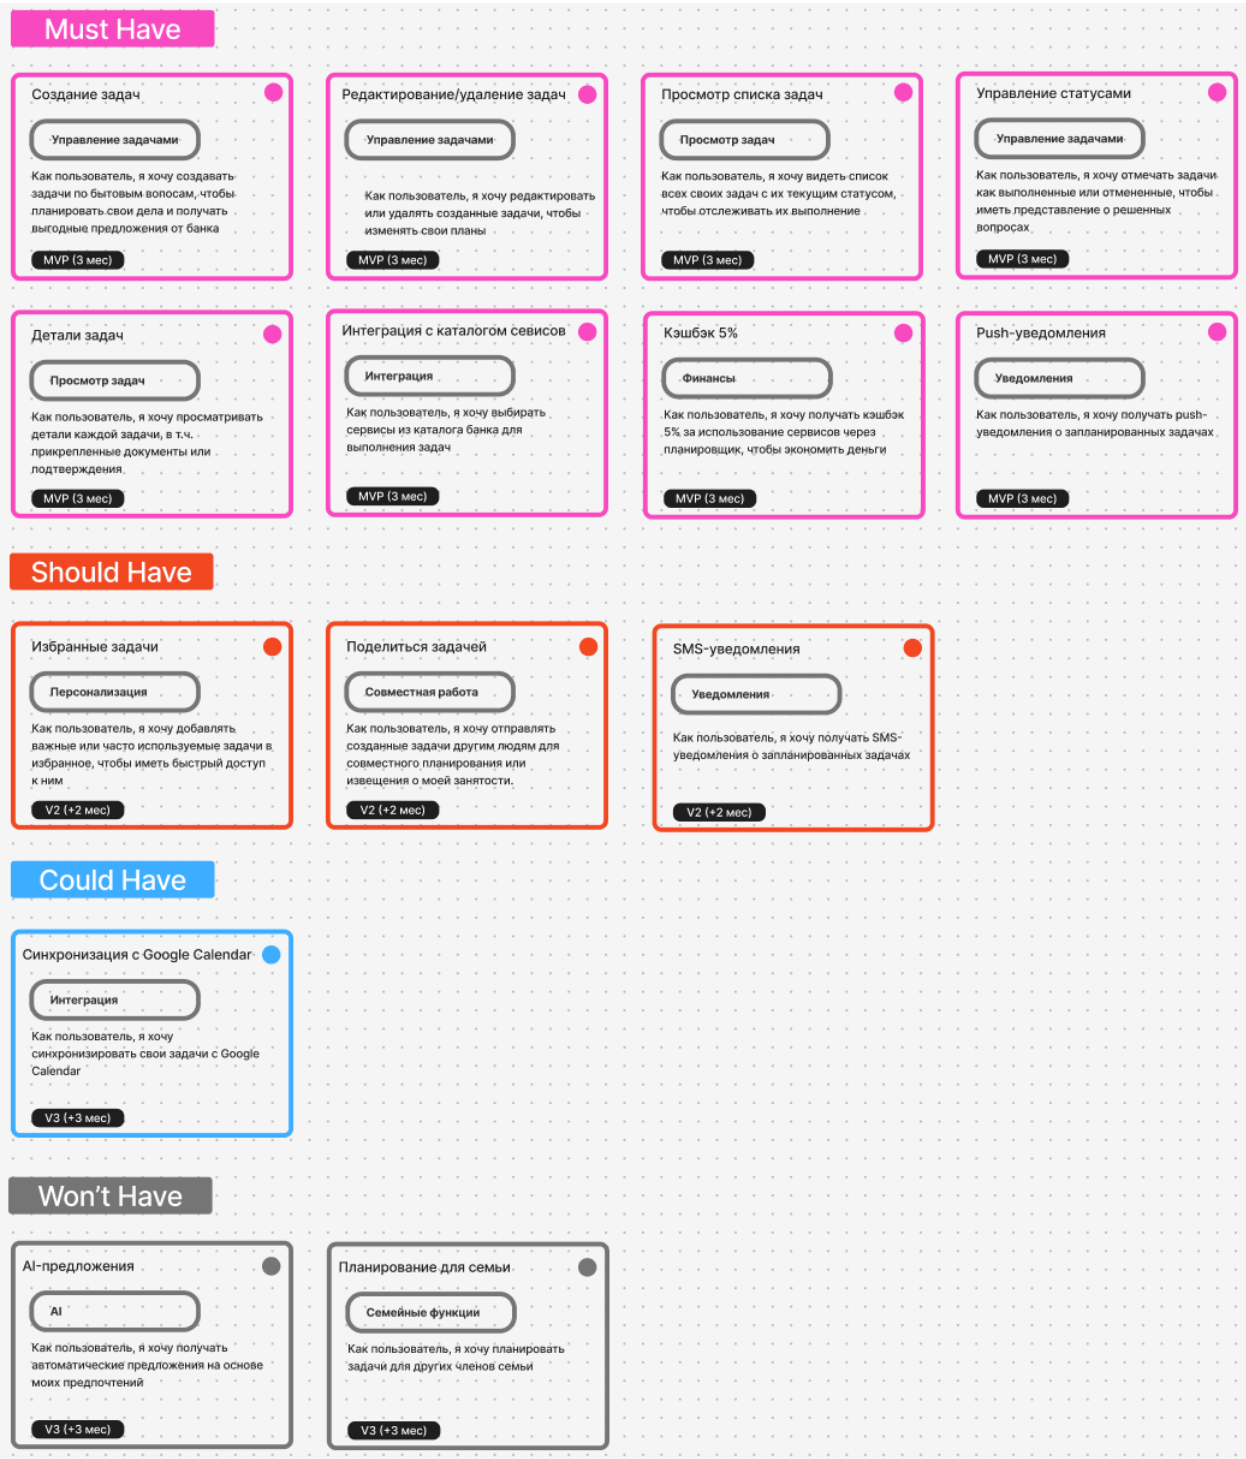 Must Have
Создание задач
Управление задачами
Как пользователь, я хочу создавать
задачи по бытовым вопосам, чтобы
планировать свои дела и получать
выгодные предложения от банка
MVP (3 мес)
Редактирование/удаление задач
Управление задачами
Как пользователь, я хочу редактировать
или удалять созданные задачи, чтобы
изменять свои планы
MVP (3 мес)
Просмотр списка задач
Просмотр задач
Как пользователь, я хочу видеть список
всех своих задач с их текущим статусом,
чтобы отслеживать их выполнение
MVP (3 мес)
Управление статусами
Управление задачами
Как пользователь, я хочу отмечать задачи
как выполненные или отмененные, чтобы
иметь представление о решенных
вопросах
MVP (3 мес)
Детали задач
Просмотр задач
Как пользователь, я хочу просматривать
детали каждой задачи, в т.ч.
прикрепленные документы или
подтверждения
MVP (3 мес)
Интеграция с каталогом севисов
Интеграция
Как пользователь, я хочу выбирать
сервисы из каталога банка для
выполнения задач
MVP (3 мес)
Кэшбэк 5%
Финансы
Как пользователь, я хочу получать кэшбэк
5% за использование сервисов через
планировщик, чтобы экономить деньги
MVP (3 мес)
Push-уведомления
Уведомления
Как пользователь, я хочу получать push-
уведомления о запланированных задачах
MVP (3 мес)
Should Have
Избранные задачи
Персонализация
Как пользователь, я хочу добавлять
важные или часто используемые задачи в
избранное, чтобы иметь быстрый доступ
к ним
V2 (+2 мес)
Поделиться задачей
Совместная работа
Как пользователь, я хочу отправлять
созданные задачи другим людям для
совместного планирования или
извещения о моей занятости.
V2 (+2 мес)
SMS-уведомления
Уведомления
Как пользователь, я хочу получать SMS-
уведомления о запланированных задачах
V2 (+2 мес)
Could Have
Синхронизация с Google Calendar
Интеграция
Как пользователь, я хочу
синхронизировать свои задачи с Google
Calendar
V3 (+3 мес)
Won't Have
AI-предложения
AI
Как пользователь, я хочу получать
автоматические предложения на основе
моих предпочтений
V3 (+3 мес)
Планирование для семьи
Семейные функции
Как пользователь, я хочу планировать
задачи для других членов семьи
V3 (+3 мес)